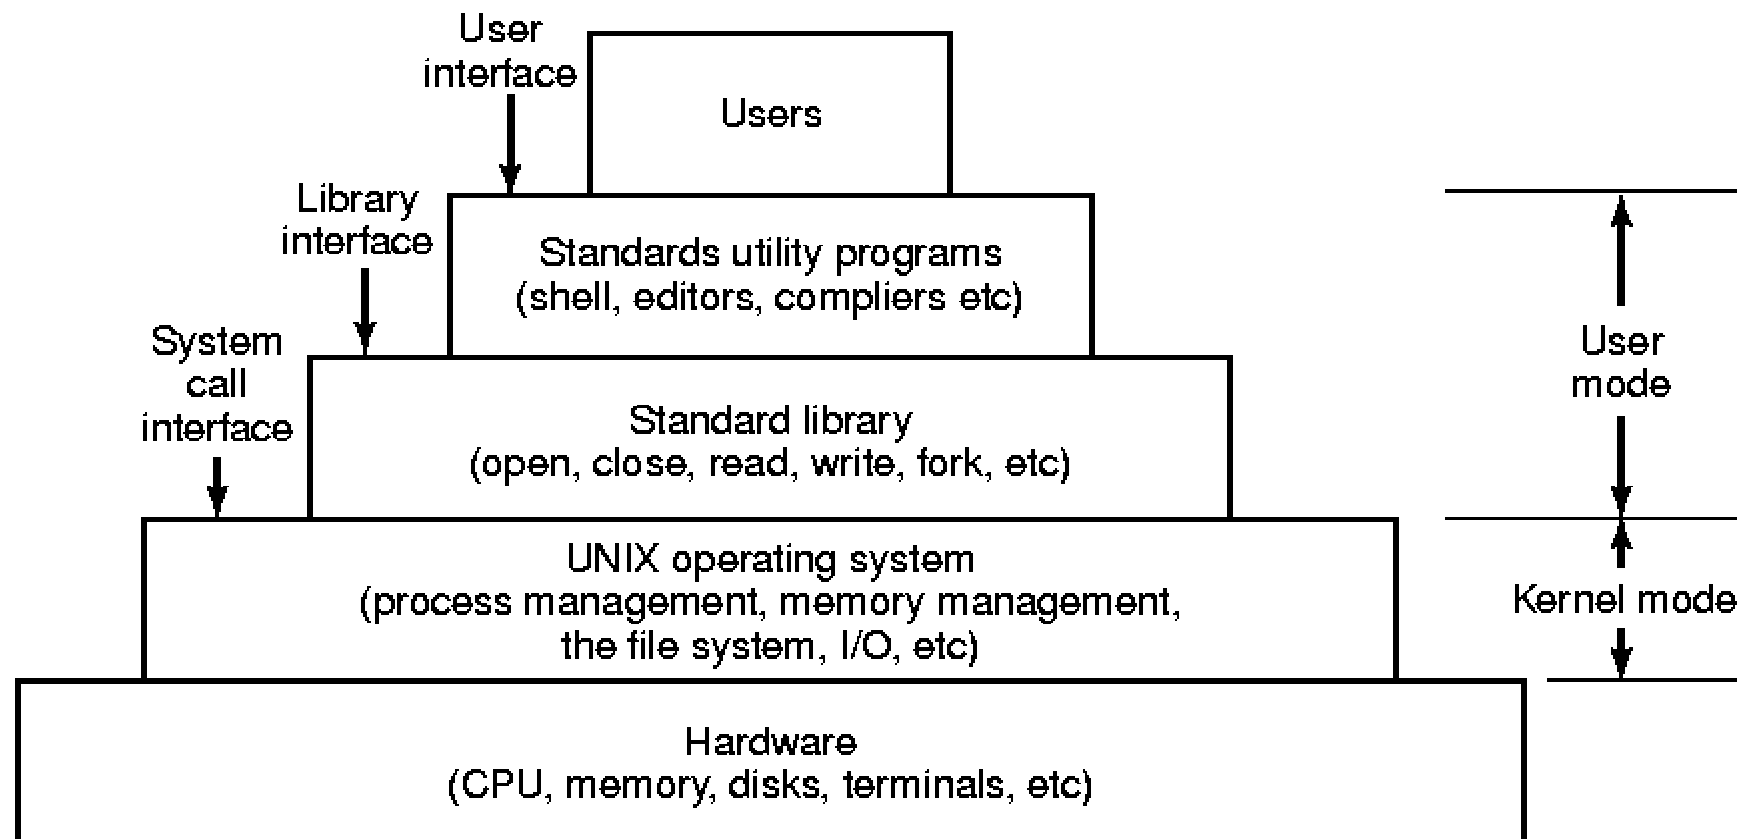 User
interface
Users
Library
interface
Standards utility programs
(shell, editors, compliers etc)
System
call
interface
User
mode
Standard library
(open, close, read, write, fork, etc)
UNIX operating system
(process management, memory management,
the file system, I/O, etc)
Kernel mode
Hardware
(CPU, memory, disks, terminals, etc)